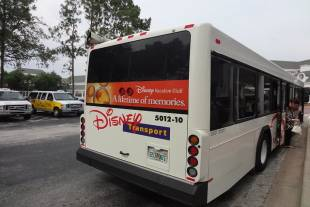 Disney Vacation Club
A lifetime of memories.
5012-10
Disney
Transport